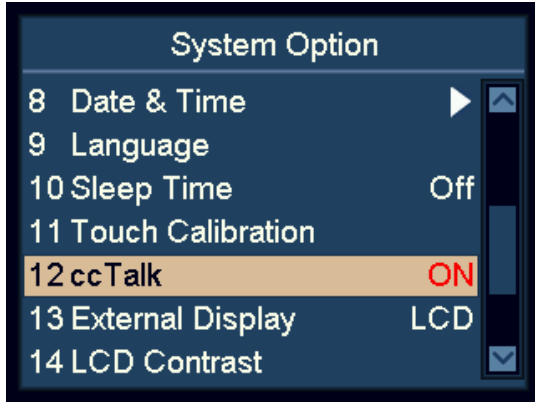 System Option
8 Date & Time
9 Language
10 Sleep Time Off
11 Touch Calibration
12 ccTalk ON
13 External Display LCD
14 LCD Contrast